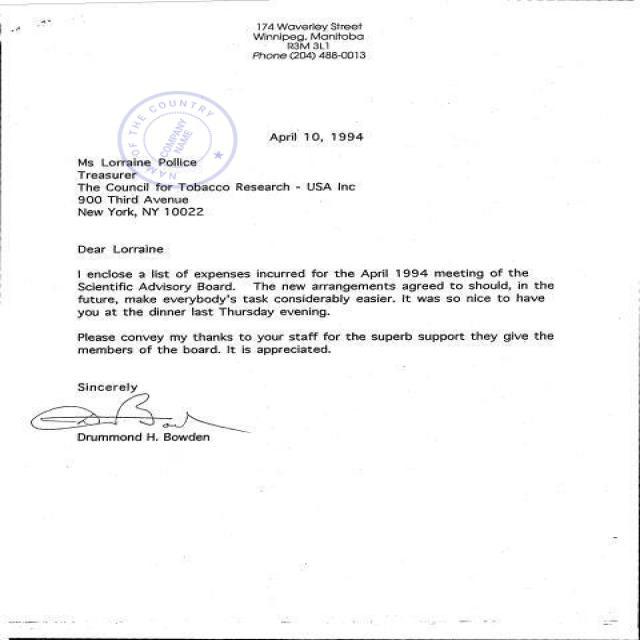 174 Waverley Street
Winnipeg, Manitoba
R3M 3L1
Phone (204) 488-0013
NAME OF THE COUNTRY
COMPANY
NAME
April 10, 1994
Ms Lorraine Pollice
Treasurer
The Council for Tobacco Research - USA Inc
900 Third Avenue
New York, NY 10022
Dear Lorraine
I enclose a list of expenses incurred for the April 1994 meeting of the
Scientific Advisory Board. The new arrangements agreed to should, in the
future, make everybody's task considerably easier. It was so nice to have
you at the dinner last Thursday evening.
Please convey my thanks to your staff for the superb support they give the
members of the board. It is appreciated.
Sincerely
Drummond H. Bowden